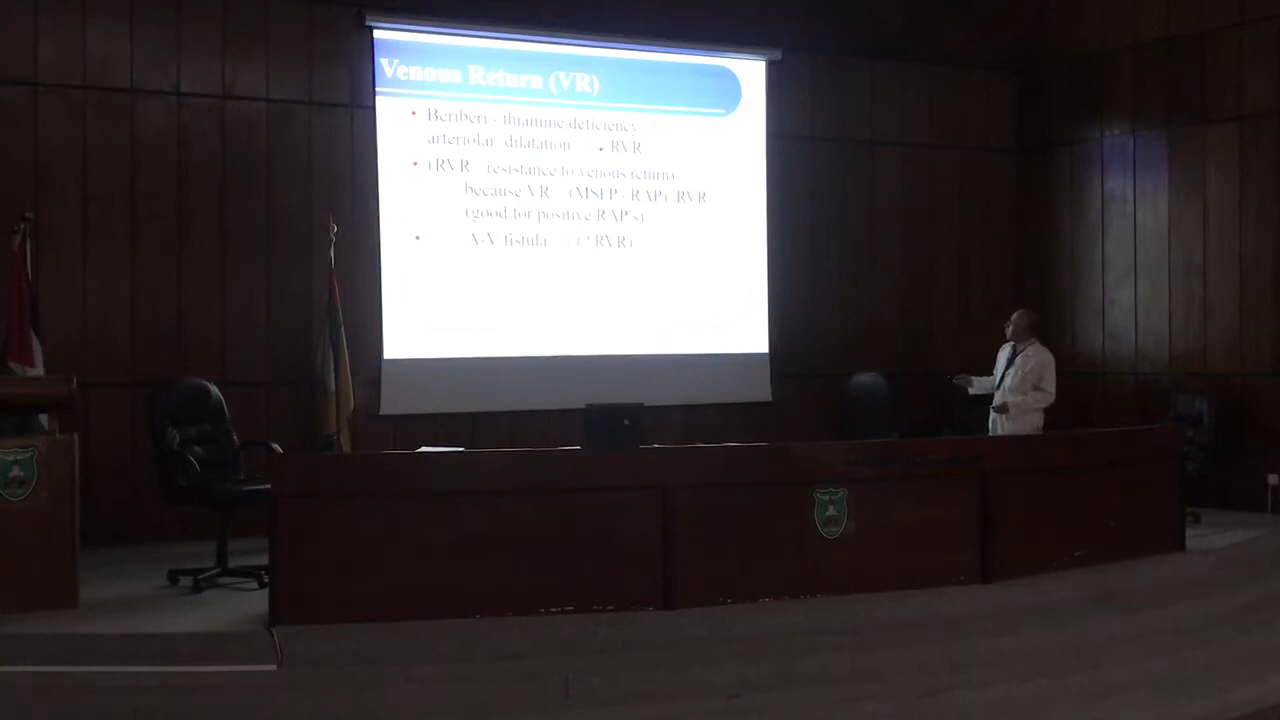 Venous Return (VR)
• Beriberi - thiamine deficiency
arteriolar dilatation RVR
• (RVR resistance to venous return)
because VR (MSFP - RAP) RVR
(good for positive RAP's)
• A-V fistula ( RVR)